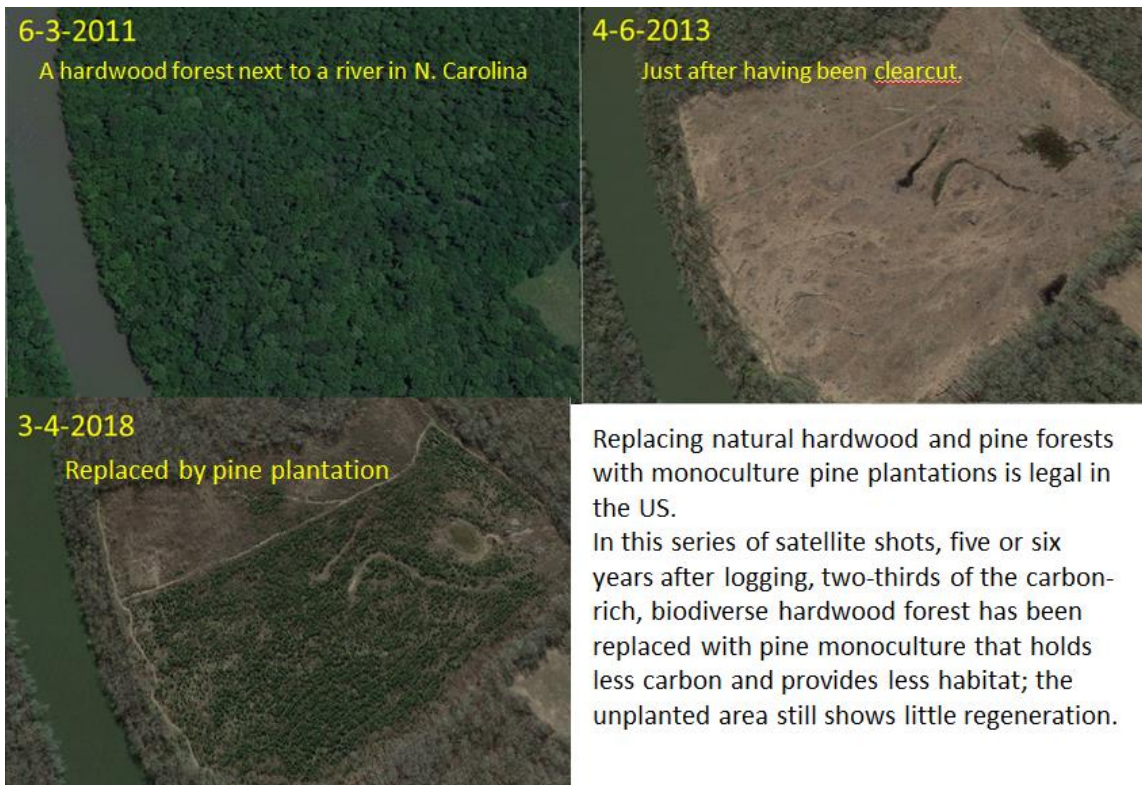 6-3-2011
A hardwood forest next to a river in N. Carolina
4-6-2013
Just after having been clearcut.
3-4-2018
Replaced by pine plantation
Replacing natural hardwood and pine forests
with monoculture pine plantations is legal in
the US.
In this series of satellite shots, five or six
years after logging, two-thirds of the carbon-
rich, biodiverse hardwood forest has been
replaced with pine monoculture that holds
less carbon and provides less habitat; the
unplanted area still shows little regeneration.